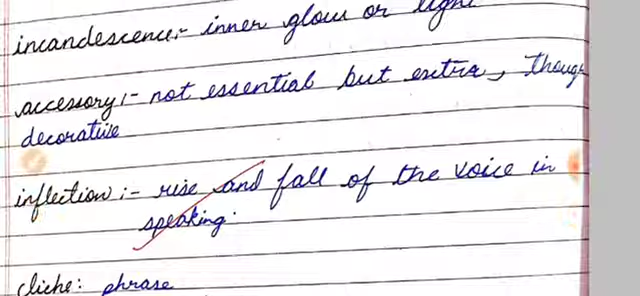 incandescence:- inner glow or light
accessory:- not essential but exetra, though
decorative
inflection:- rise and fall of the voice in
speaking.
cliche: phrase